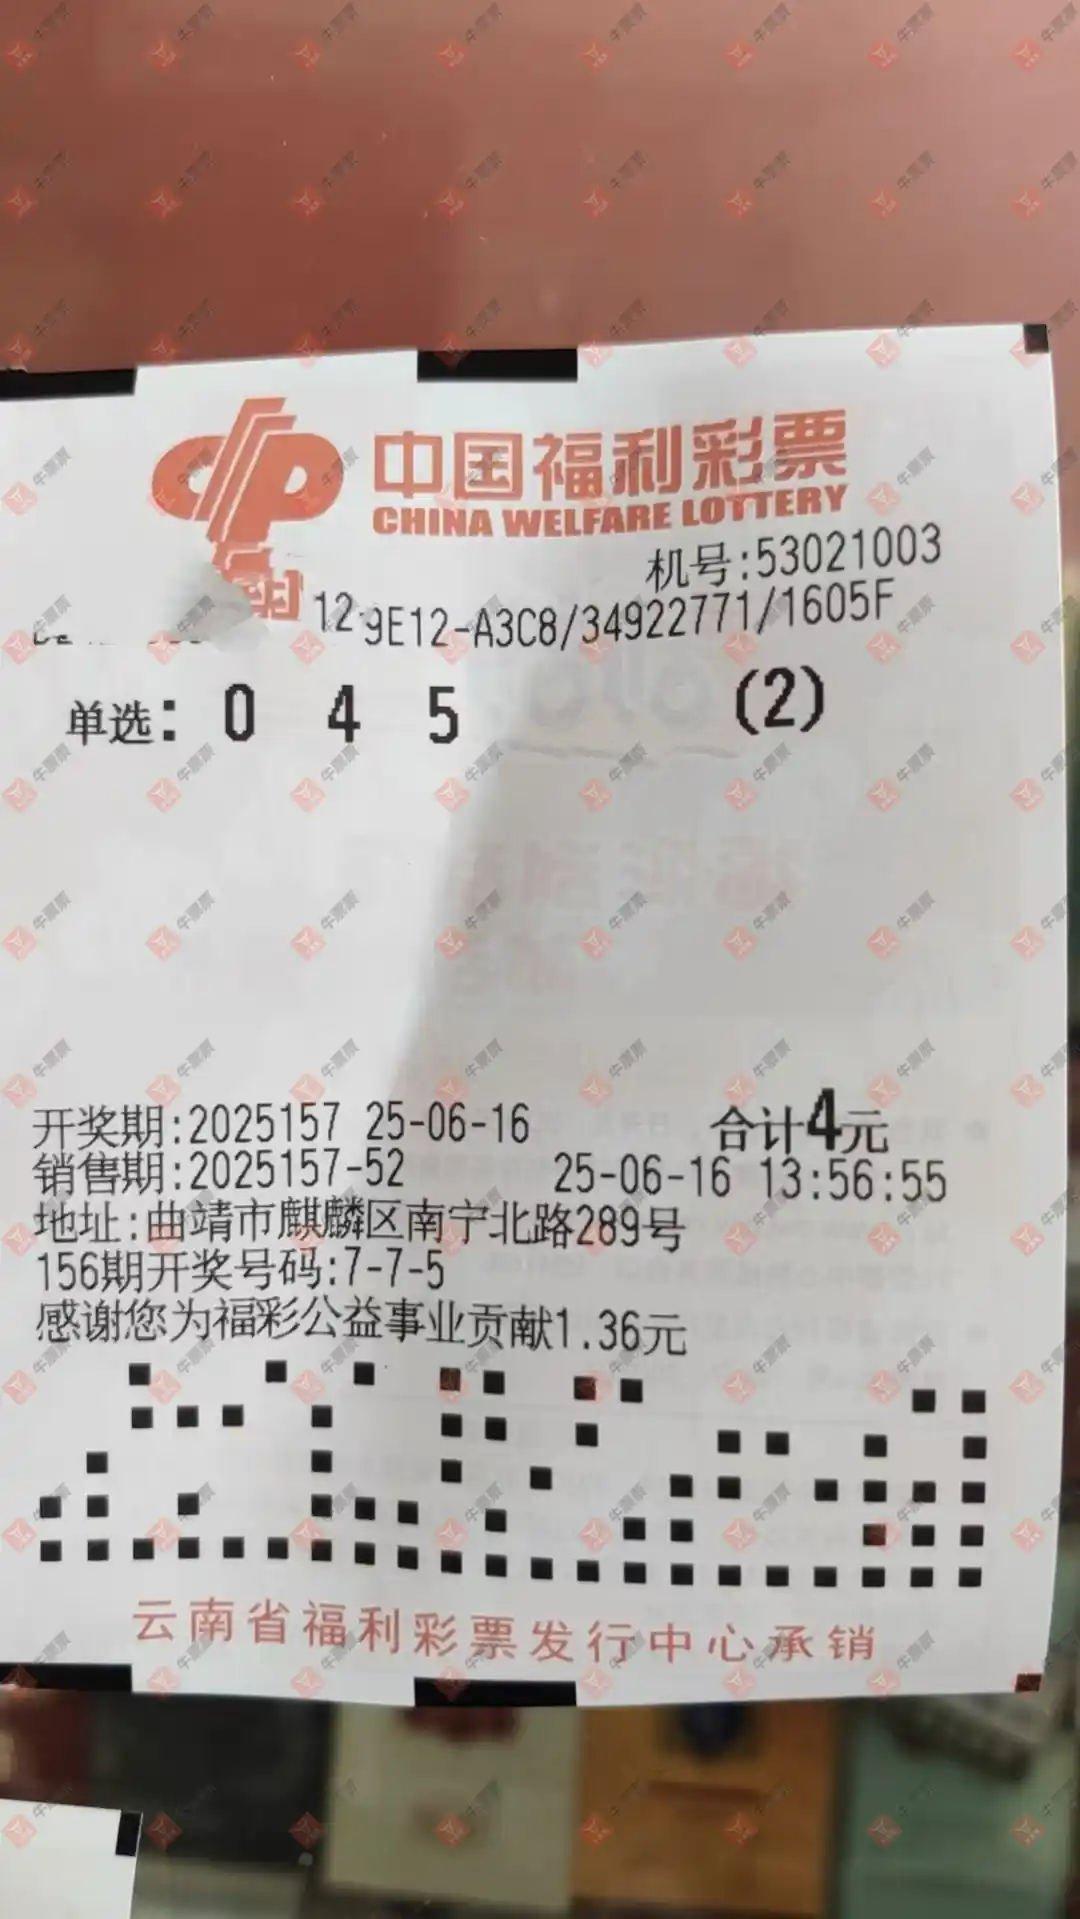 中国福利彩票
CHINA WELFARE LOTTERY
机号:53021003
129E12-A3C8/34922771/1605F
单选: 0 4 5 (2)
开奖期:2025157 25-06-16 合计4元
销售期:2025157-52 25-06-16 13:56:55
地址:曲靖市麒麟区南宁北路289号
156期开奖号码:7-7-5
感谢您为福彩公益事业贡献1.36元
云南省福利彩票发行中心承销